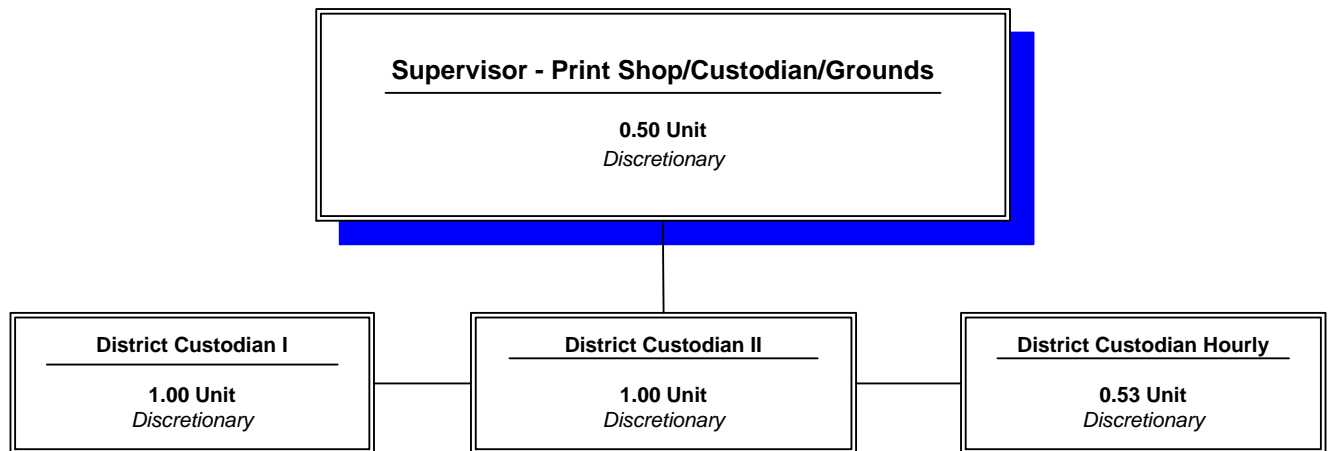 Supervisor - Print Shop/Custodian/Grounds
0.50 Unit
Discretionary
District Custodian I
1.00 Unit
Discretionary
District Custodian II
1.00 Unit
Discretionary
District Custodian Hourly
0.53 Unit
Discretionary